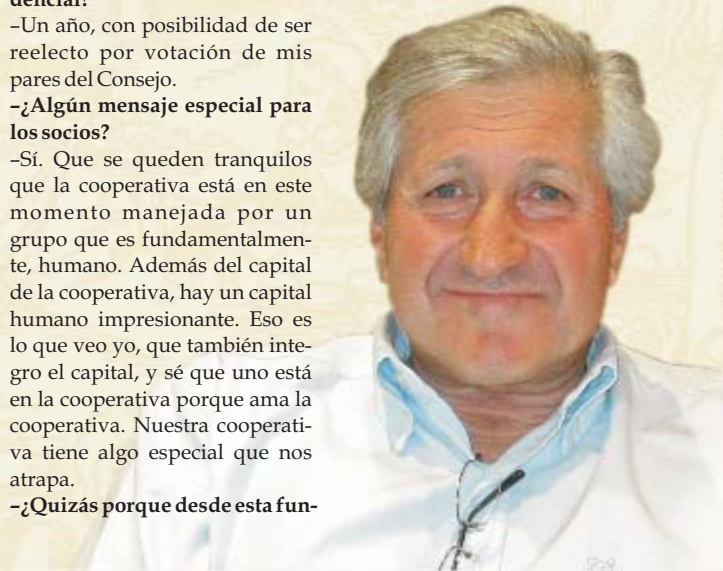 dencial?
–Un año, con posibilidad de ser
reelecto por votación de mis
pares del Consejo.
–¿Algún mensaje especial para
los socios?
–Sí. Que se queden tranquilos
que la cooperativa está en este
momento manejada por un
grupo que es fundamentalmen-
te, humano. Además del capital
de la cooperativa, hay un capital
humano impresionante. Eso es
lo que veo yo, que también inte-
gro el capital, y sé que uno está
en la cooperativa porque ama la
cooperativa. Nuestra cooperati-
va tiene algo especial que nos
atrapa.
–¿Quizás porque desde esta fun-